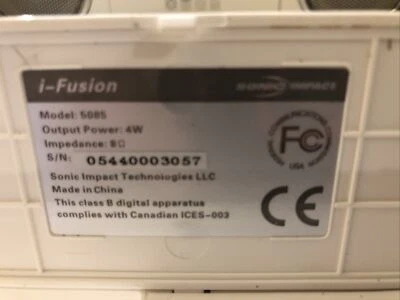 i-Fusion
SONIC IMPACT
Model: 5085
Output Power: 4W
Impedance: 8Ω
S/N: 05440003057
Sonic Impact Technologies LLC
Made in China
This class B digital apparatus
complies with Canadian ICES-003
FC
USA
CE